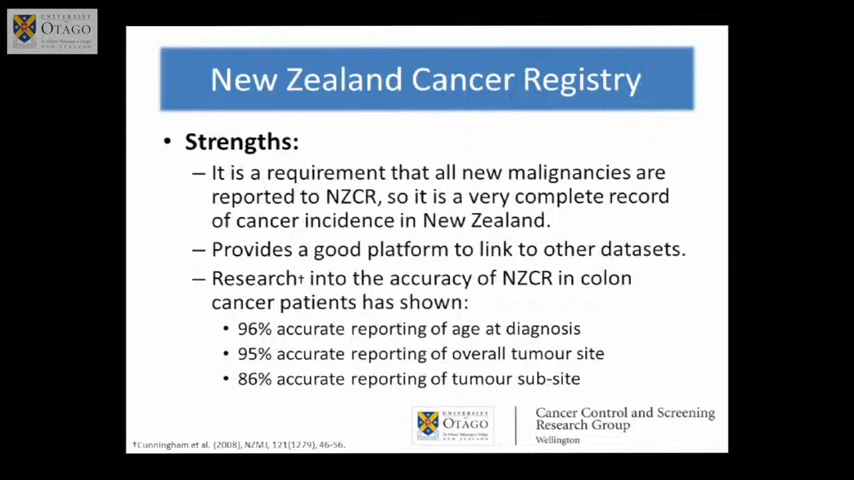 UNIVERSITY
of
OTAGO
NEW ZEALAND
New Zealand Cancer Registry
• Strengths:
– It is a requirement that all new malignancies are
reported to NZCR, so it is a very complete record
of cancer incidence in New Zealand.
– Provides a good platform to link to other datasets.
– Research† into the accuracy of NZCR in colon
cancer patients has shown:
• 96% accurate reporting of age at diagnosis
• 95% accurate reporting of overall tumour site
• 86% accurate reporting of tumour sub-site
UNIVERSITY
of
OTAGO
Cancer Control and Screening
Research Group
Wellington
†Cunningham et al. (2008), NZMJ, 121(1279), 46-56.